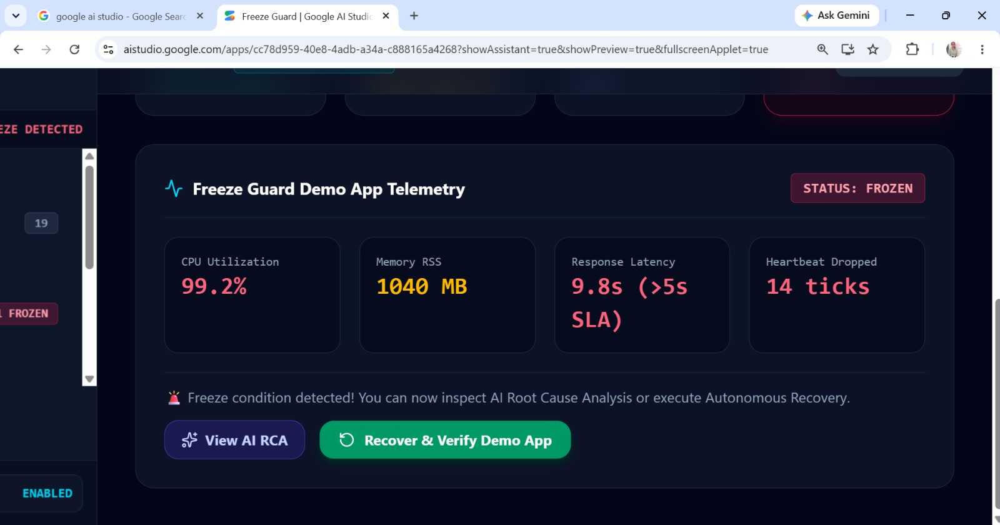 google ai studio - Google Sear
Freeze Guard | Google AI Studio
Ask Gemini
aistudio.google.com/apps/cc78d959-40e8-4adb-a34a-c888165a4268?showAssistant=true&showPreview=true&fullscreenApplet=true
EZE DETECTED
19
FROZEN
ENABLED
Freeze Guard Demo App Telemetry
STATUS: FROZEN
CPU Utilization
99.2%
Memory RSS
1040 MB
Response Latency
9.8s (>5s
SLA)
Heartbeat Dropped
14 ticks
🚨 Freeze condition detected! You can now inspect AI Root Cause Analysis or execute Autonomous Recovery.
View AI RCA
Recover & Verify Demo App